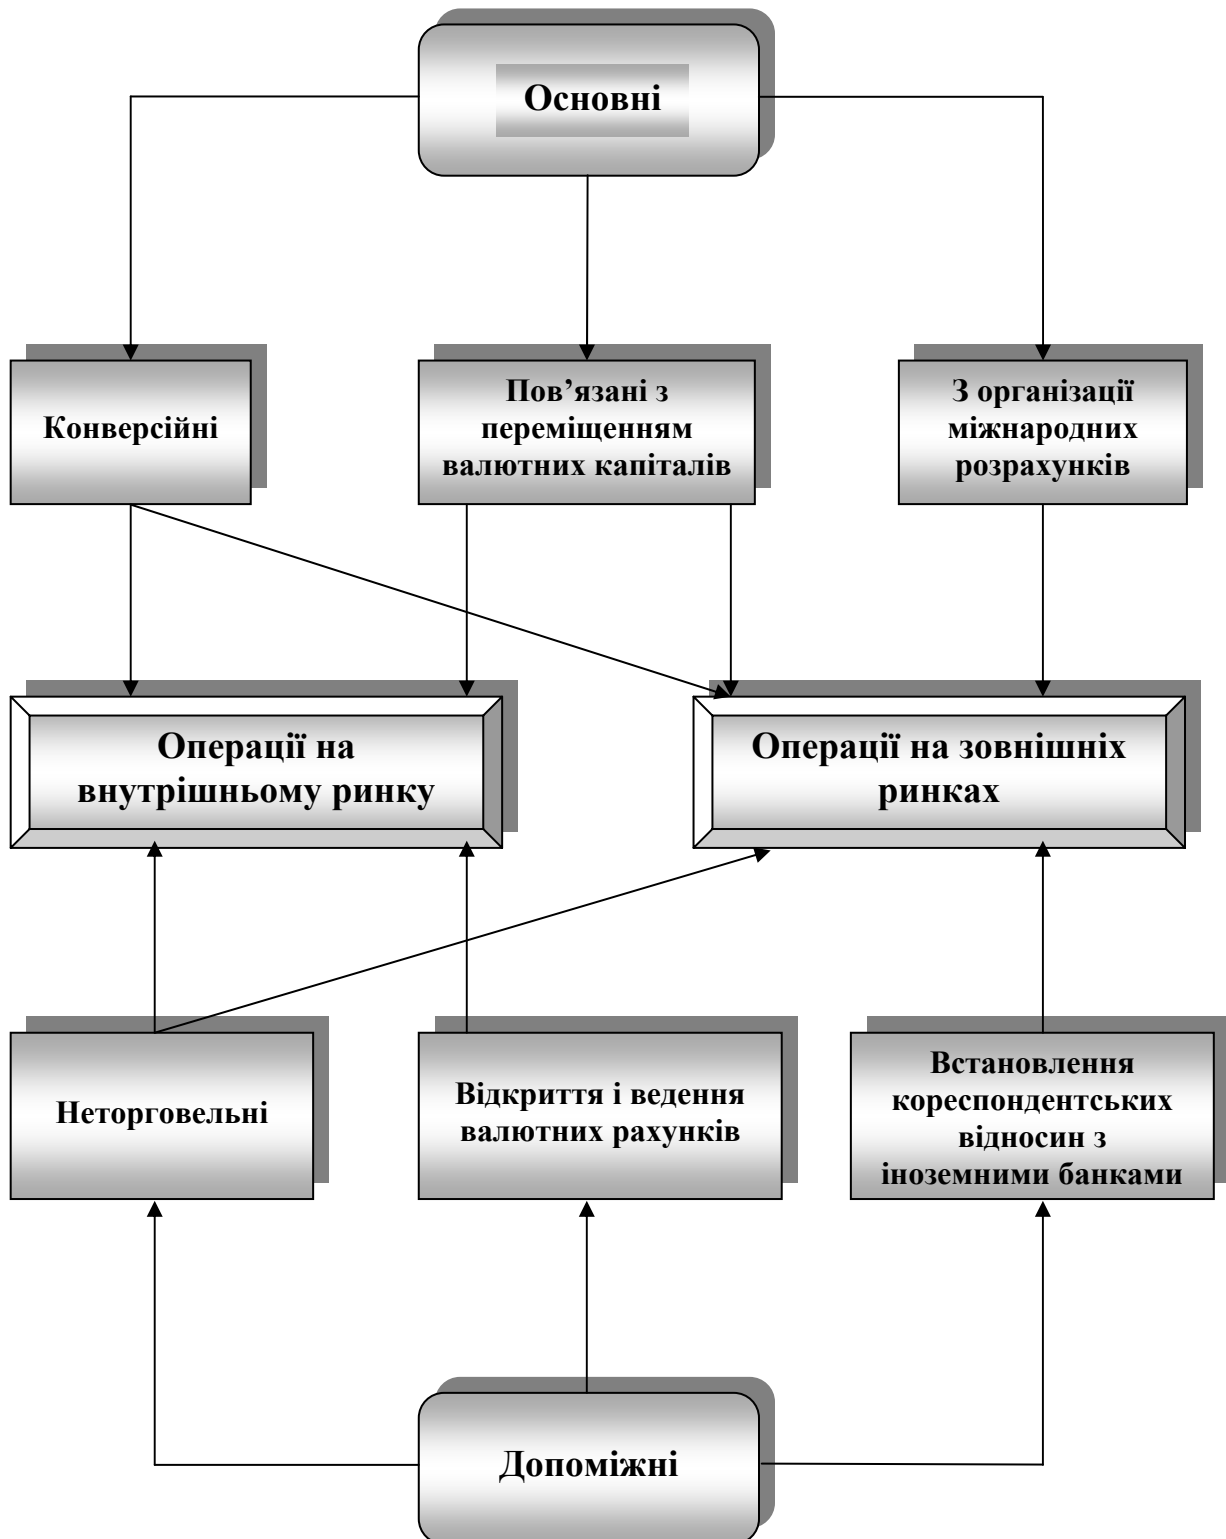 Основні
Конверсійні
Пов’язані з
переміщенням
валютних капіталів
З організації
міжнародних
розрахунків
Операції на
внутрішньому ринку
Операції на зовнішніх
ринках
Неторговельні
Відкриття і ведення
валютних рахунків
Встановлення
кореспондентських
відносин з
іноземними банками
Допоміжні